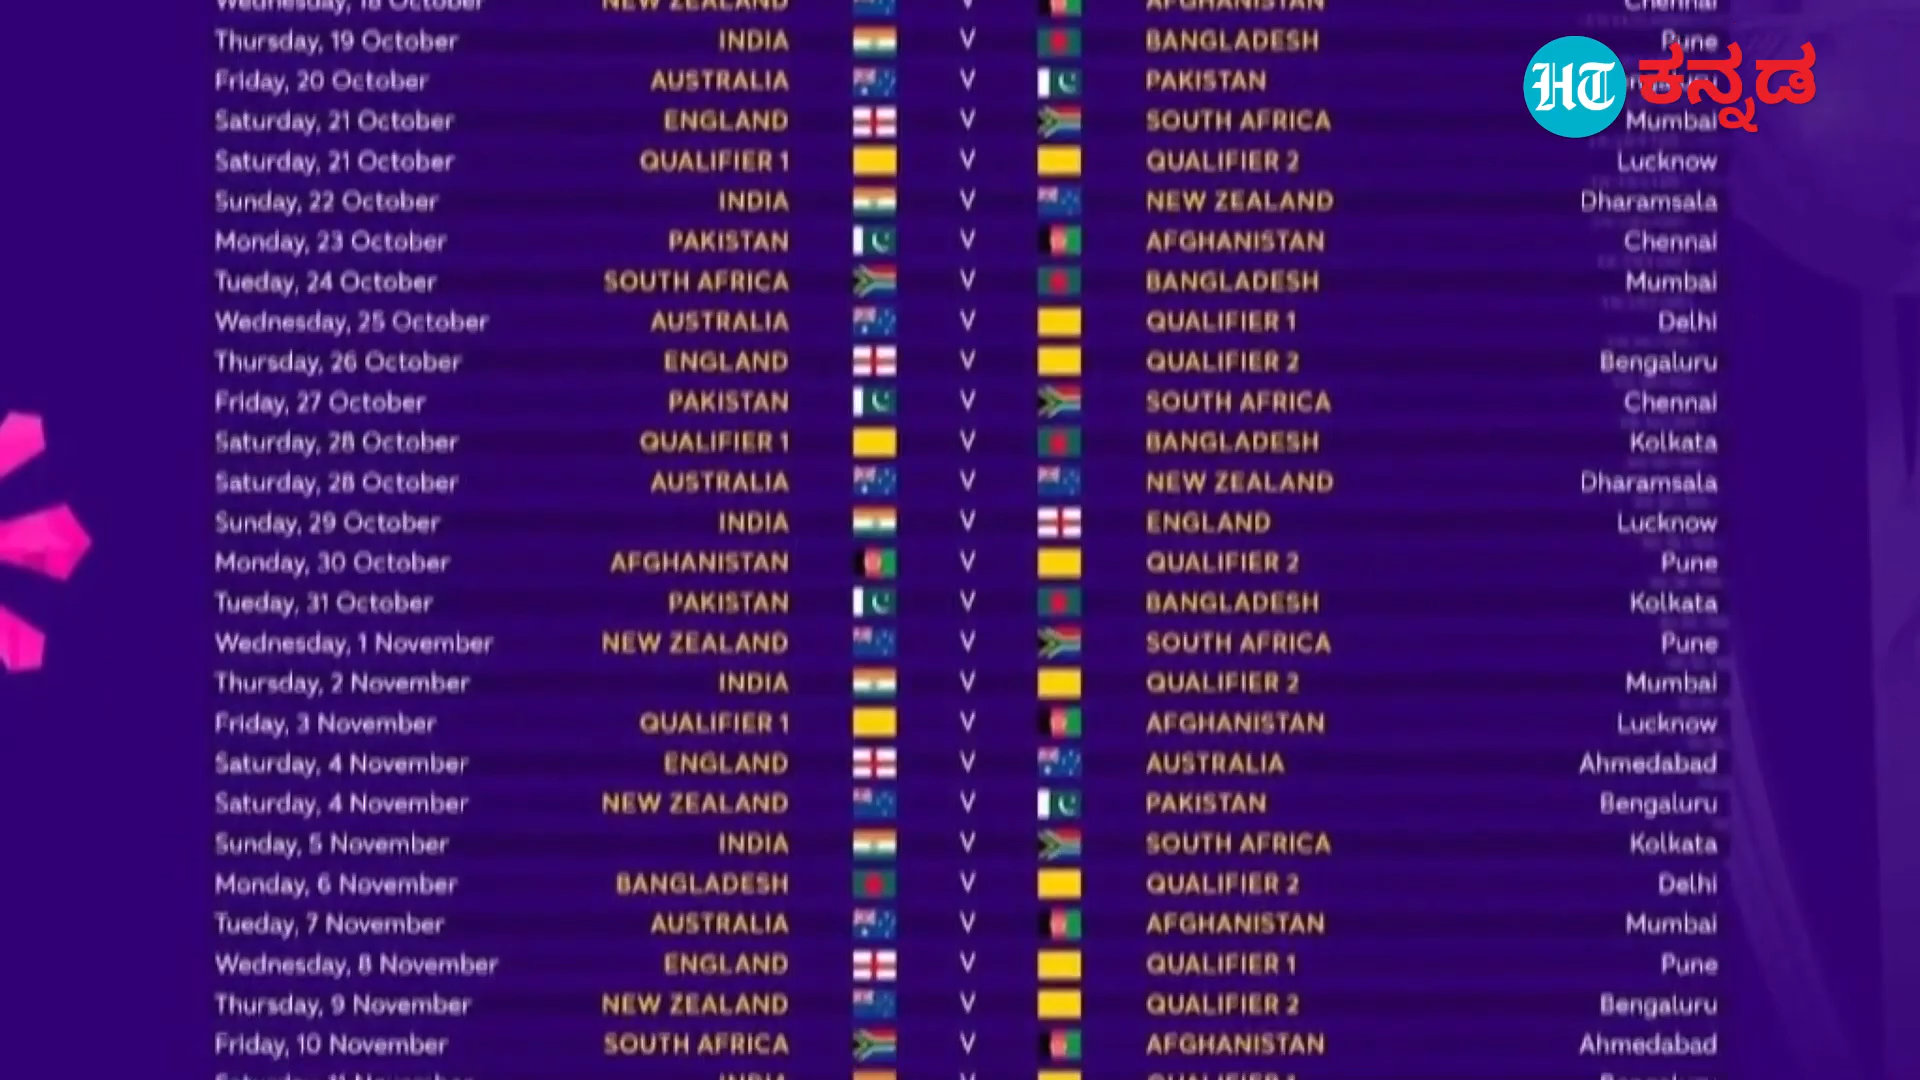 Wednesday, 18 October NEW ZEALAND V AFGHANISTAN Chennai
Thursday, 19 October INDIA V BANGLADESH Pune
Friday, 20 October AUSTRALIA V PAKISTAN
HT ಕನ್ನಡ
Saturday, 21 October ENGLAND V SOUTH AFRICA Mumbai
Saturday, 21 October QUALIFIER 1 V QUALIFIER 2 Lucknow
Sunday, 22 October INDIA V NEW ZEALAND Dharamsala
Monday, 23 October PAKISTAN V AFGHANISTAN Chennai
Tueday, 24 October SOUTH AFRICA V BANGLADESH Mumbai
Wednesday, 25 October AUSTRALIA V QUALIFIER 1 Delhi
Thursday, 26 October ENGLAND V QUALIFIER 2 Bengaluru
Friday, 27 October PAKISTAN V SOUTH AFRICA Chennai
Saturday, 28 October QUALIFIER 1 V BANGLADESH Kolkata
Saturday, 28 October AUSTRALIA V NEW ZEALAND Dharamsala
Sunday, 29 October INDIA V ENGLAND Lucknow
Monday, 30 October AFGHANISTAN V QUALIFIER 2 Pune
Tueday, 31 October PAKISTAN V BANGLADESH Kolkata
Wednesday, 1 November NEW ZEALAND V SOUTH AFRICA Pune
Thursday, 2 November INDIA V QUALIFIER 2 Mumbai
Friday, 3 November QUALIFIER 1 V AFGHANISTAN Lucknow
Saturday, 4 November ENGLAND V AUSTRALIA Ahmedabad
Saturday, 4 November NEW ZEALAND V PAKISTAN Bengaluru
Sunday, 5 November INDIA V SOUTH AFRICA Kolkata
Monday, 6 November BANGLADESH V QUALIFIER 2 Delhi
Tueday, 7 November AUSTRALIA V AFGHANISTAN Mumbai
Wednesday, 8 November ENGLAND V QUALIFIER 1 Pune
Thursday, 9 November NEW ZEALAND V QUALIFIER 2 Bengaluru
Friday, 10 November SOUTH AFRICA V AFGHANISTAN Ahmedabad